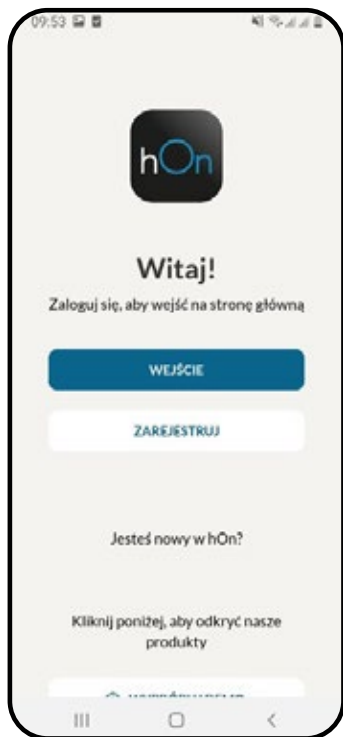 09:53
hOn
Witaj!
Zaloguj się, aby wejść na stronę główną
WEJŚCIE
ZAREJESTRUJ
Jesteś nowy w hOn?
Kliknij poniżej, aby odkryć nasze
produkty